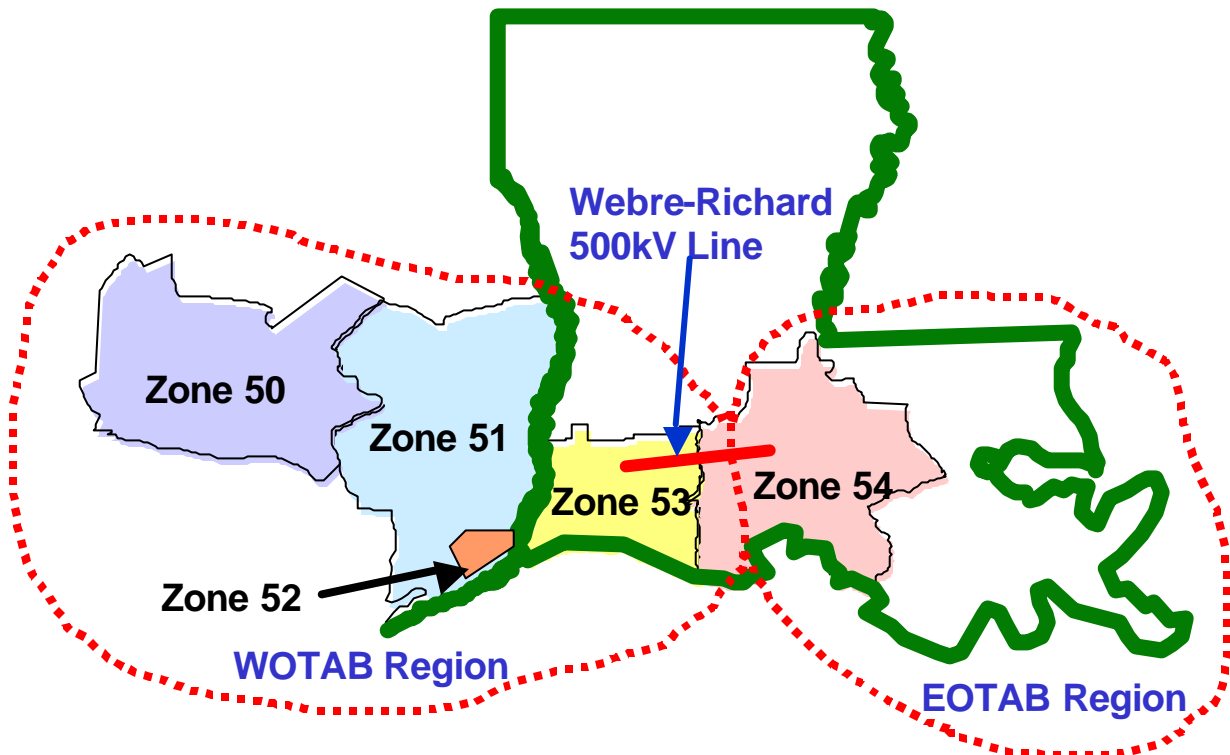 Webre-Richard
500kV Line
Zone 50
Zone 51
Zone 53
Zone 54
Zone 52
WOTAB Region
EOTAB Region